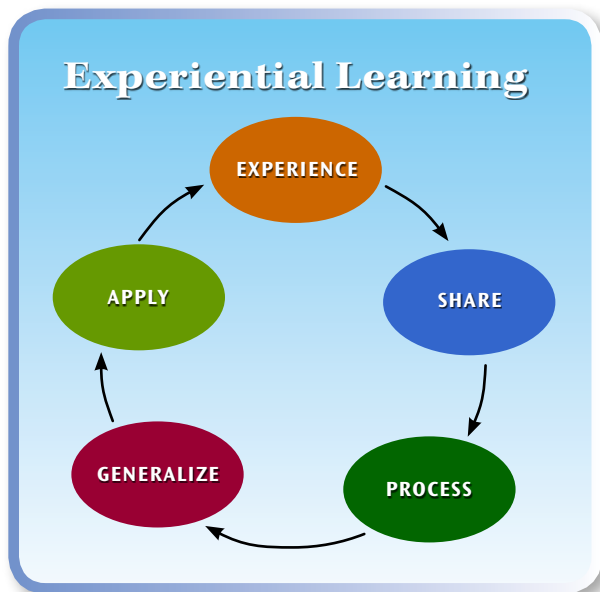 Experiential Learning
EXPERIENCE
SHARE
PROCESS
GENERALIZE
APPLY